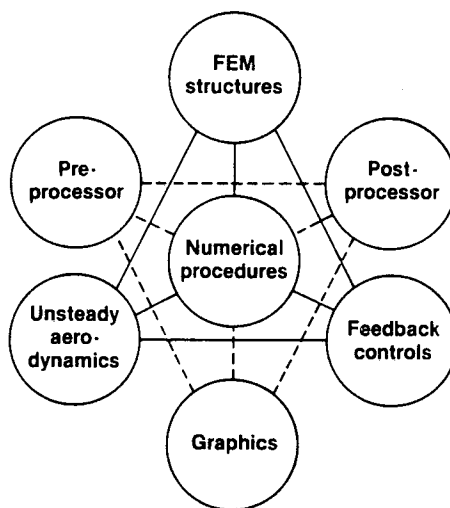 FEM
structures
Pre-
processor
Post-
processor
Numerical
procedures
Unsteady
aero-
dynamics
Feedback
controls
Graphics